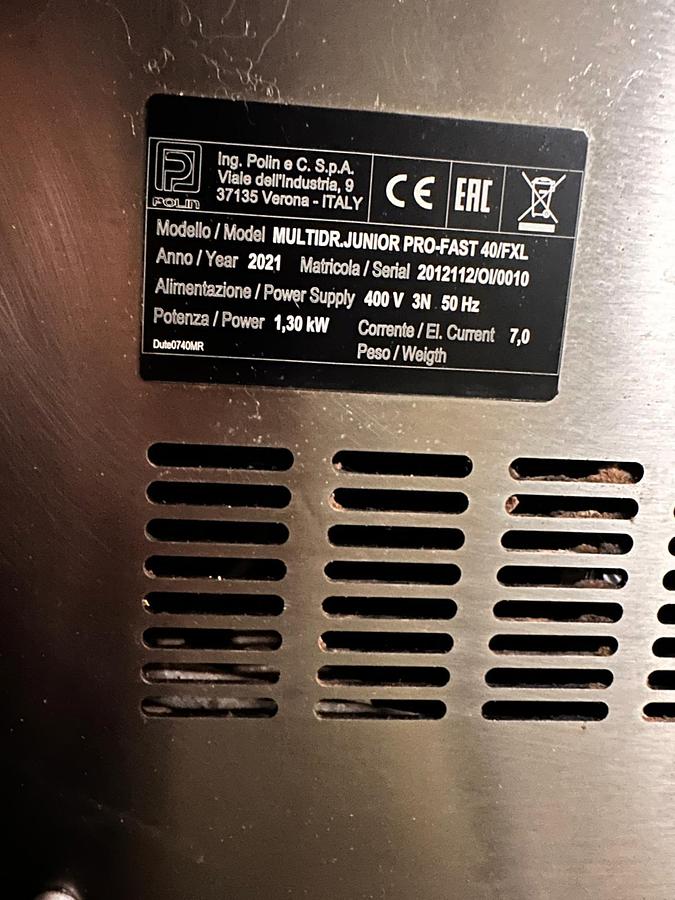 POLIN
Ing. Polin e C. S.p.A.
Viale dell'Industria, 9
37135 Verona - ITALY
CE
EAC
Modello / Model MULTIDR.JUNIOR PRO-FAST 40/FXL
Anno / Year 2021 Matricola / Serial 2012112/OI/0010
Alimentazione / Power Supply 400 V 3N 50 Hz
Potenza / Power 1,30 kW Corrente / El. Current 7,0
Dute0740MR Peso / Weigth